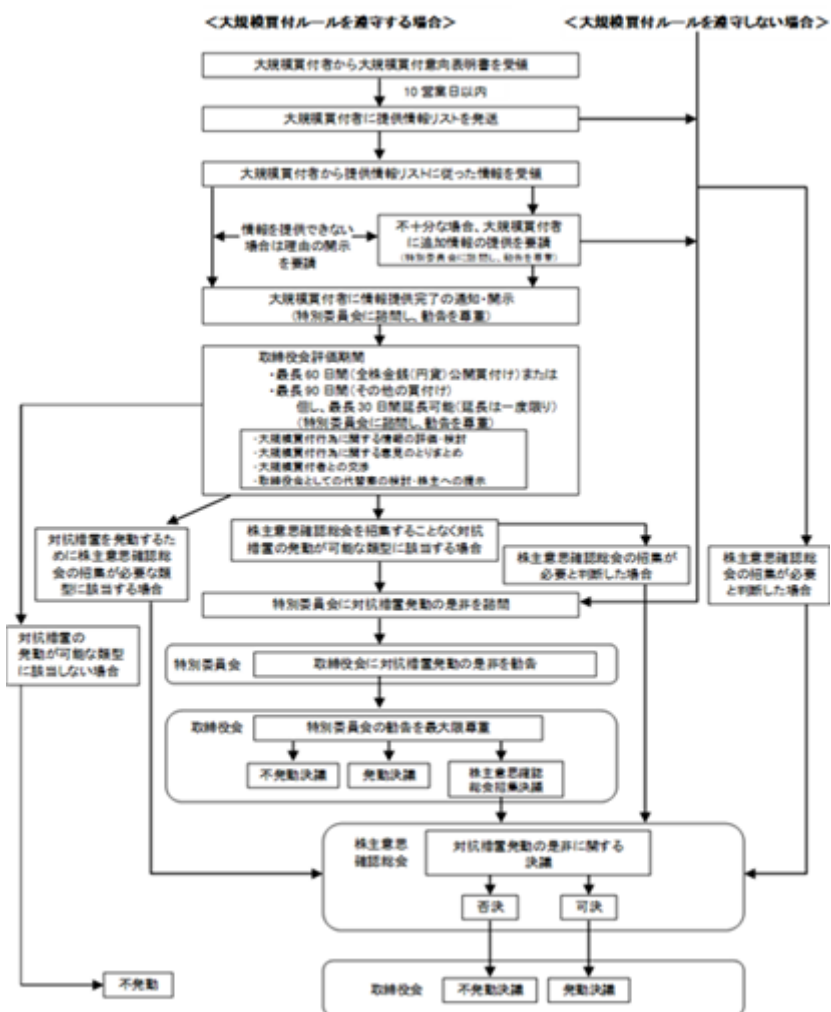 ＜大規模買付ルールを遵守する場合＞
＜大規模買付ルールを遵守しない場合＞
大規模買付者から大規模買付意向表明書を受領
10 営業日以内
大規模買付者に提供情報リストを発送
大規模買付者から提供情報リストに従った情報を受領
情報を提供できない
場合は理由の開示
を要請
不十分な場合、大規模買付者
に追加情報の提供を要請
（特別委員会に諮問し、勧告を尊重）
大規模買付者に情報提供完了の通知・開示
（特別委員会に諮問し、勧告を尊重）
取締役会評価期間
・最長 60 日間（全株金銭（円貨）公開買付け）または
・最長 90 日間（その他の買付け）
但し、最長 30 日間延長可能（延長は一度限り）
（特別委員会に諮問し、勧告を尊重）
・大規模買付行為に関する情報の評価・検討
・大規模買付行為に関する意見のとりまとめ
・大規模買付者との交渉
・取締役会としての代替案の検討・株主への提示
対抗措置を発動するた
めに株主意思確認総
会の招集が必要な類
型に該当する場合
株主意思確認総会を招集することなく対抗
措置の発動が可能な類型に該当する場合
株主意思確認総会の招集が
必要と判断した場合
株主意思確認総
会の招集が必要
と判断した場合
特別委員会に対抗措置発動の是非を諮問
対抗措置の
発動が可能な類型
に該当しない場合
特別委員会
取締役会に対抗措置発動の是非を勧告
取締役会
特別委員会の勧告を最大限尊重
不発動決議
発動決議
株主意思確認
総会招集決議
株主意思
確認総会
対抗措置発動の是非に関する
決議
否決
可決
不発動
取締役会
不発動決議
発動決議